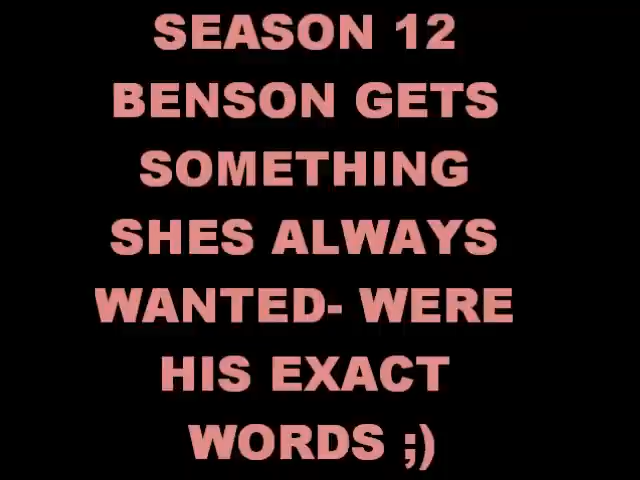 SEASON 12
BENSON GETS
SOMETHING
SHES ALWAYS
WANTED- WERE
HIS EXACT
WORDS ;)